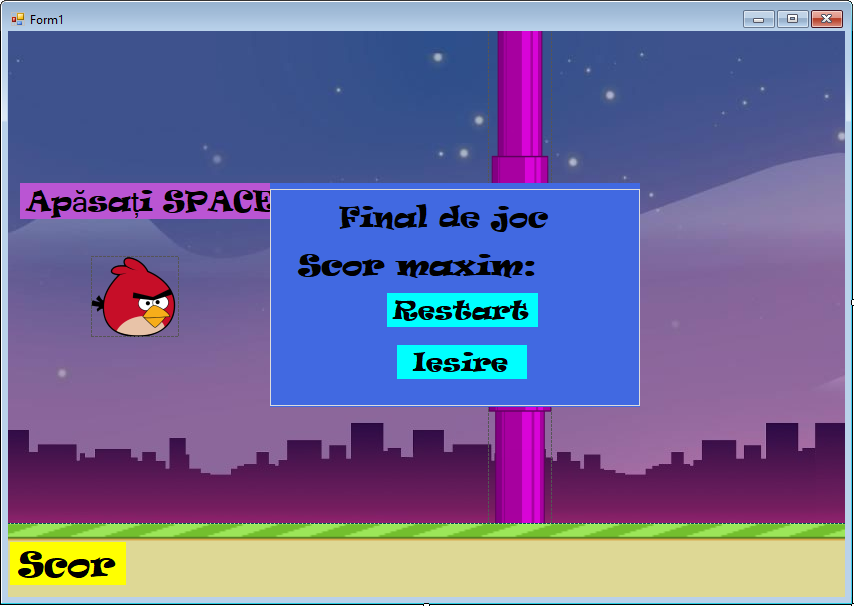 Form1
Apăsați SPACE
Final de joc
Scor maxim:
Restart
Iesire
Scor